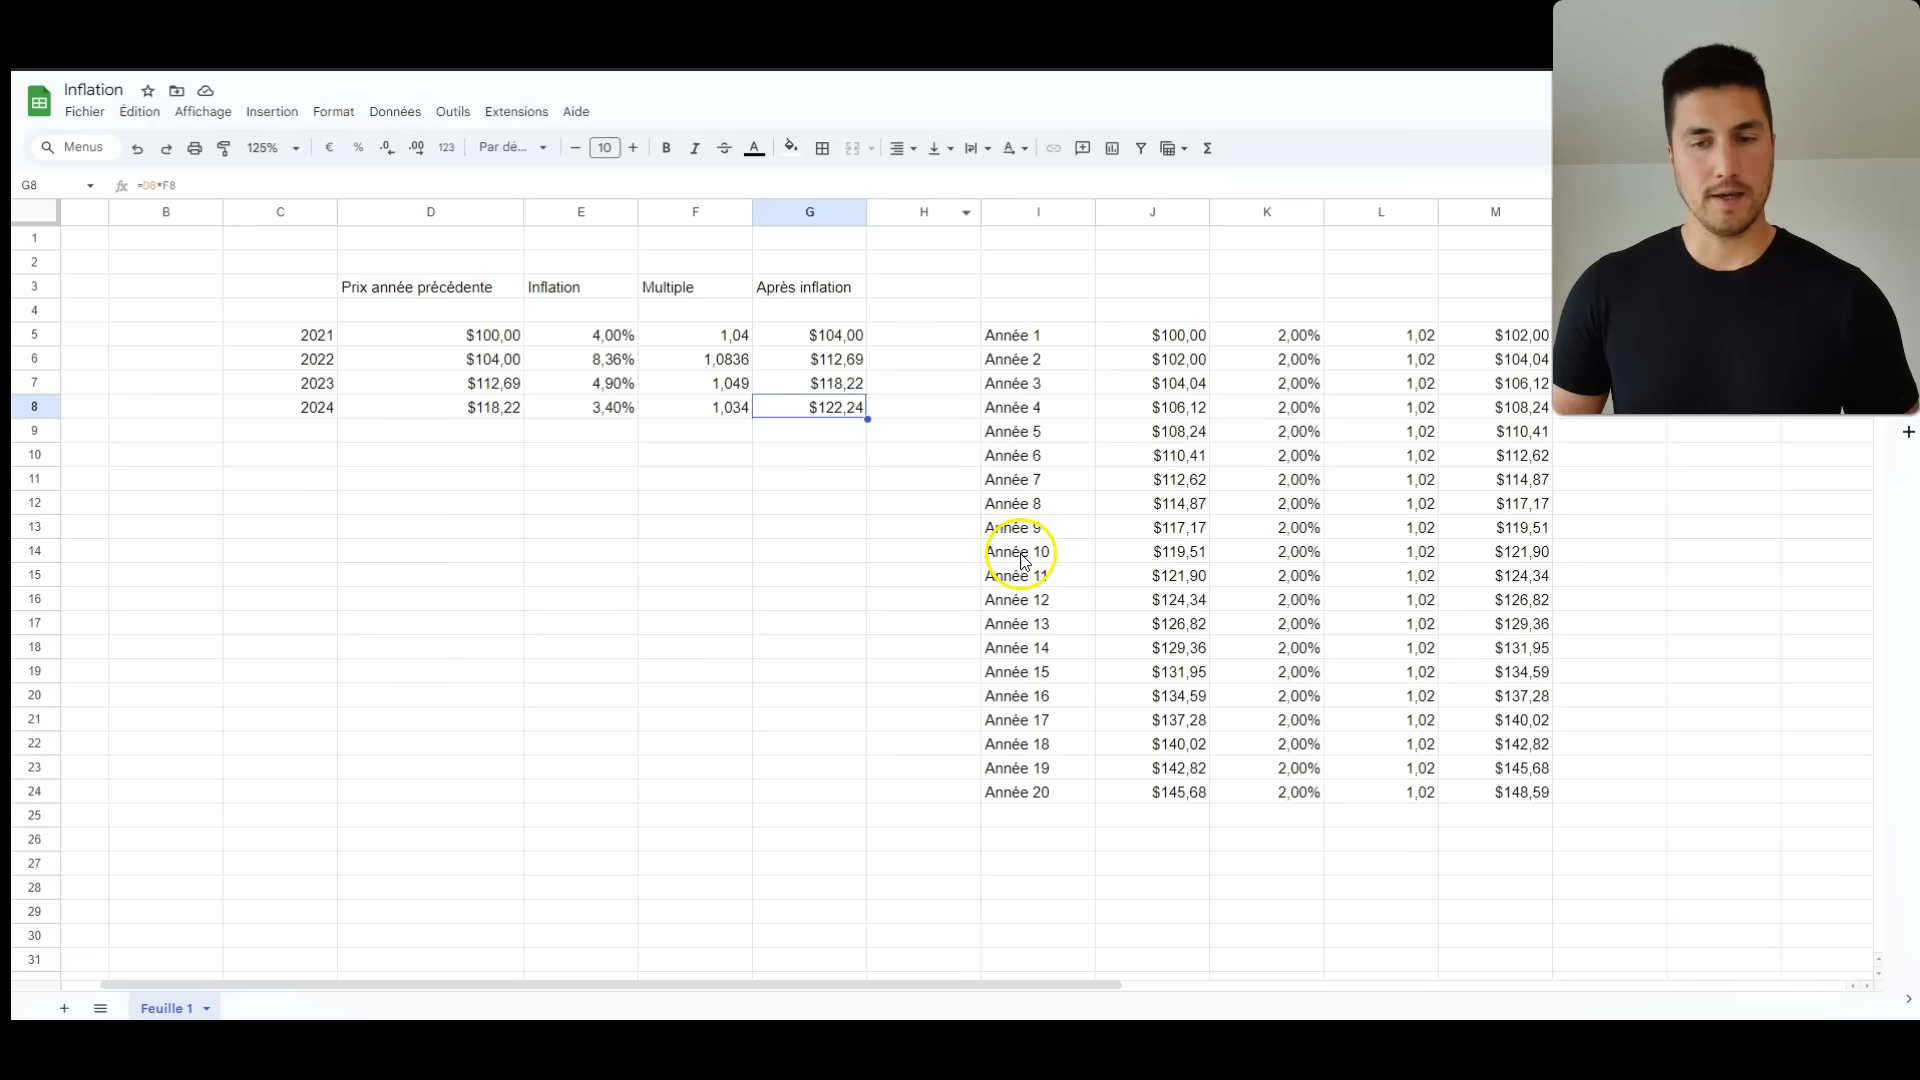 Inflation
Fichier Édition Affichage Insertion Format Données Outils Extensions Aide
Menus 125% € % .0 .00 123 Par dé... 10 B I A Σ
G8 fx =D8*F8
B C D E F G H I J K L M
1
2
3 Prix année précédente Inflation Multiple Après inflation
4
5 2021 $100,00 4,00% 1,04 $104,00 Année 1 $100,00 2,00% 1,02 $102,00
6 2022 $104,00 8,36% 1,0836 $112,69 Année 2 $102,00 2,00% 1,02 $104,04
7 2023 $112,69 4,90% 1,049 $118,22 Année 3 $104,04 2,00% 1,02 $106,12
8 2024 $118,22 3,40% 1,034 $122,24 Année 4 $106,12 2,00% 1,02 $108,24
9 Année 5 $108,24 2,00% 1,02 $110,41
10 Année 6 $110,41 2,00% 1,02 $112,62
11 Année 7 $112,62 2,00% 1,02 $114,87
12 Année 8 $114,87 2,00% 1,02 $117,17
13 Année 9 $117,17 2,00% 1,02 $119,51
14 Année 10 $119,51 2,00% 1,02 $121,90
15 Année 11 $121,90 2,00% 1,02 $124,34
16 Année 12 $124,34 2,00% 1,02 $126,82
17 Année 13 $126,82 2,00% 1,02 $129,36
18 Année 14 $129,36 2,00% 1,02 $131,95
19 Année 15 $131,95 2,00% 1,02 $134,59
20 Année 16 $134,59 2,00% 1,02 $137,28
21 Année 17 $137,28 2,00% 1,02 $140,02
22 Année 18 $140,02 2,00% 1,02 $142,82
23 Année 19 $142,82 2,00% 1,02 $145,68
24 Année 20 $145,68 2,00% 1,02 $148,59
25
26
27
28
29
30
31
Feuille 1